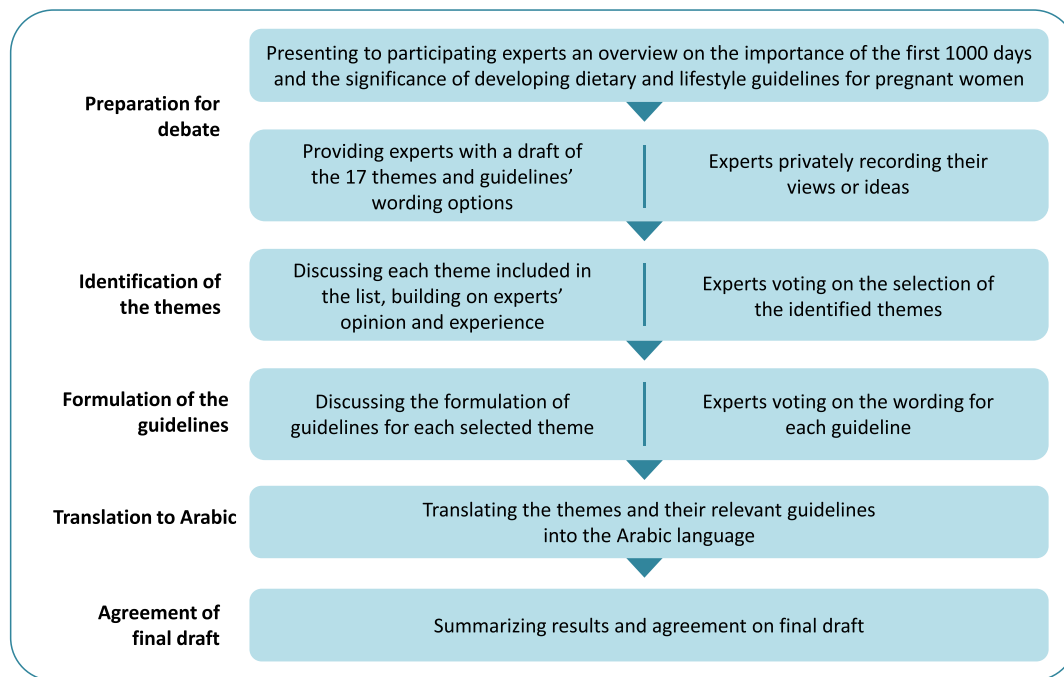 Preparation for
debate
Presenting to participating experts an overview on the importance of the first 1000 days
and the significance of developing dietary and lifestyle guidelines for pregnant women
Providing experts with a draft of
the 17 themes and guidelines’
wording options
Experts privately recording their
views or ideas
Identification of
the themes
Discussing each theme included in
the list, building on experts’
opinion and experience
Experts voting on the selection of
the identified themes
Formulation of the
guidelines
Discussing the formulation of
guidelines for each selected theme
Experts voting on the wording for
each guideline
Translation to Arabic
Translating the themes and their relevant guidelines
into the Arabic language
Agreement of
final draft
Summarizing results and agreement on final draft